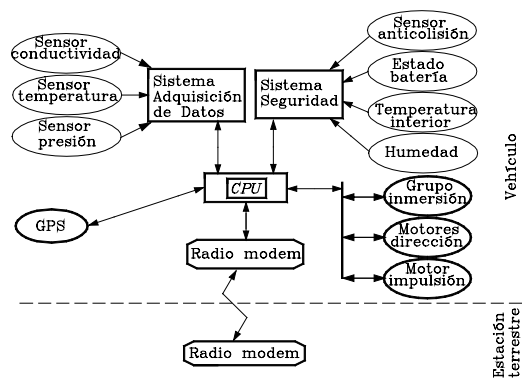 Sensor
conductividad
Sensor
temperatura
Sensor
presión
Sistema
Adquisición
de Datos
Sistema
Seguridad
Sensor
anticolisión
Estado
batería
Temperatura
interior
Humedad
Vehículo
CPU
GPS
Grupo
inmersión
Motores
dirección
Motor
impulsión
Radio modem
Radio modem
Estación
terrestre